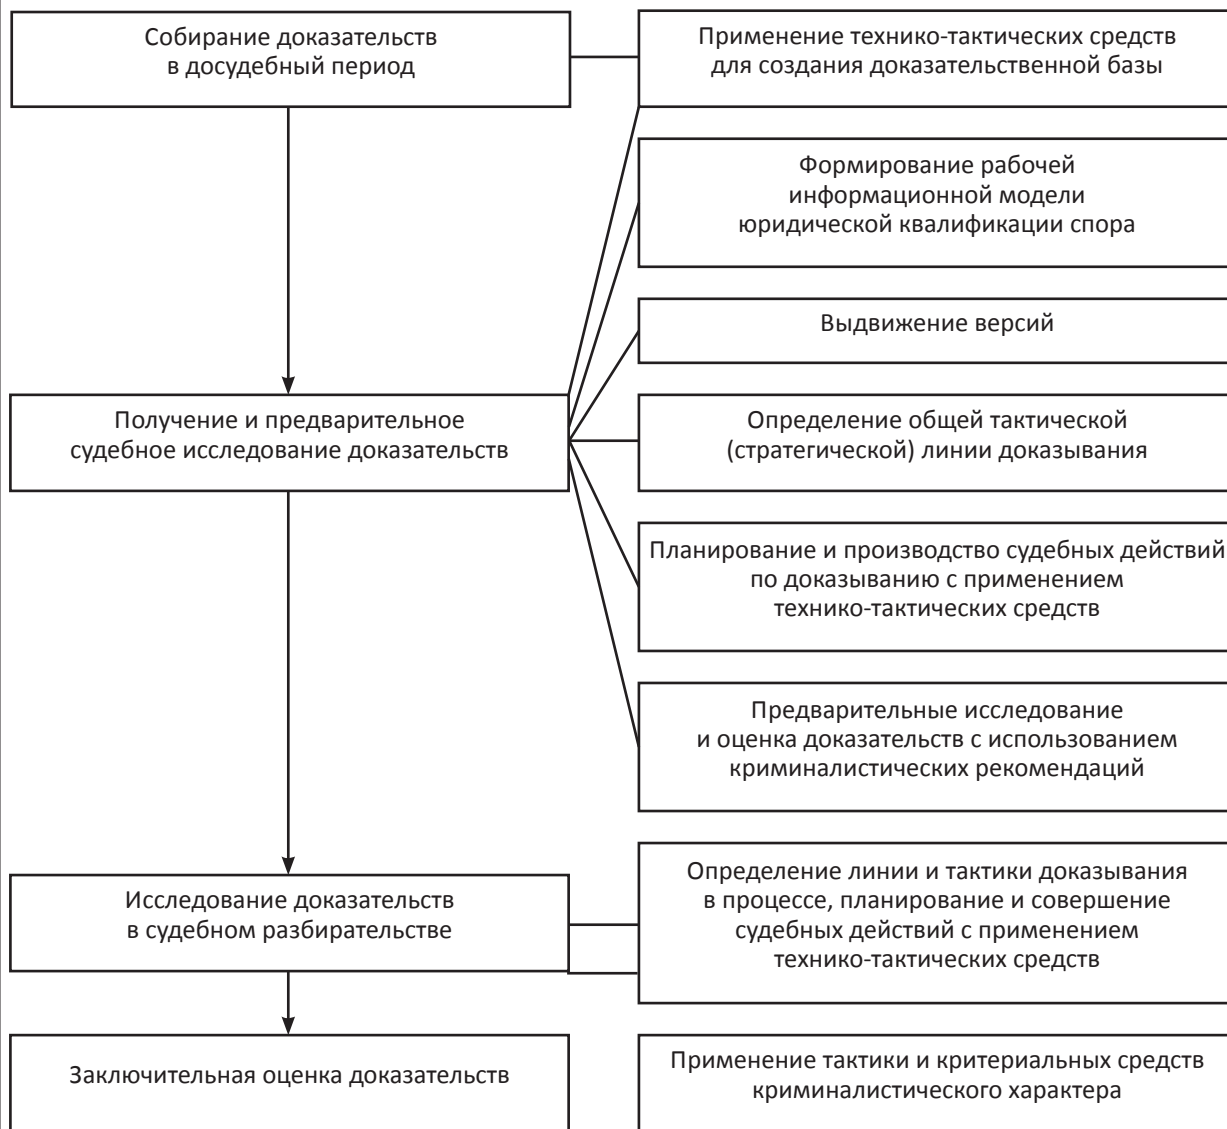 Собирание доказательств
в досудебный период
Применение технико-тактических средств
для создания доказательственной базы
Формирование рабочей
информационной модели
юридической квалификации спора
Выдвижение версий
Получение и предварительное
судебное исследование доказательств
Определение общей тактической
(стратегической) линии доказывания
Планирование и производство судебных действий
по доказыванию с применением
технико-тактических средств
Предварительные исследование
и оценка доказательств с использованием
криминалистических рекомендаций
Исследование доказательств
в судебном разбирательстве
Определение линии и тактики доказывания
в процессе, планирование и совершение
судебных действий с применением
технико-тактических средств
Заключительная оценка доказательств
Применение тактики и критериальных средств
криминалистического характера